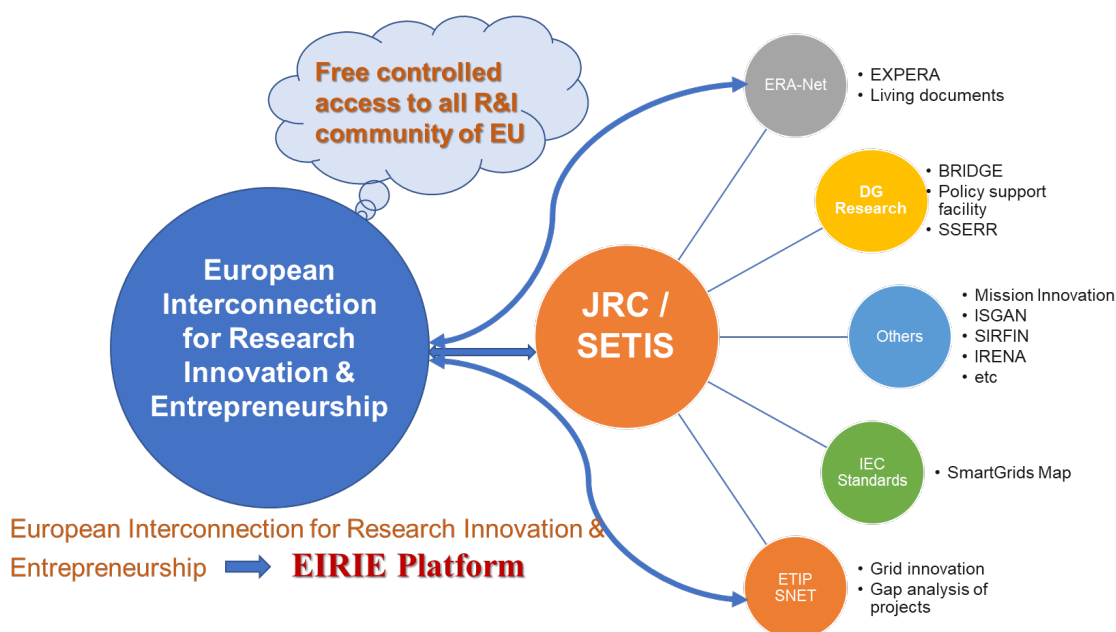 Free controlled
access to all R&I
community of EU
European
Interconnection
for Research
Innovation &
Entrepreneurship
JRC /
SETIS
ERA-Net
• EXPERA
• Living documents
DG
Research
• BRIDGE
• Policy support
facility
• SSERR
Others
• Mission Innovation
• ISGAN
• SIRFIN
• IRENA
• etc
IEC
Standards
• SmartGrids Map
ETIP
SNET
• Grid innovation
• Gap analysis of
projects
European Interconnection for Research Innovation &
Entrepreneurship EIRIE Platform